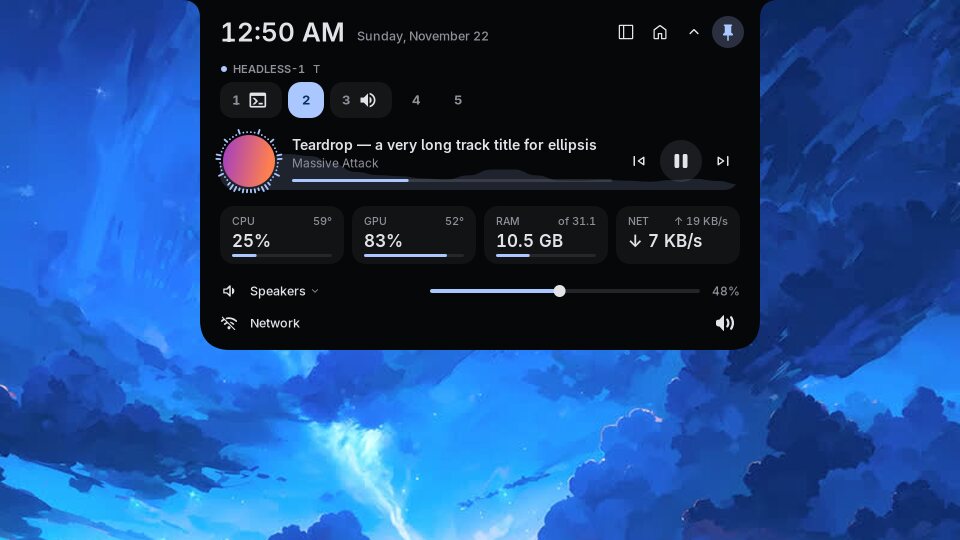 12:50 AM Sunday, November 22
HEADLESS-1 T
1 2 3 4 5
Teardrop — a very long track title for ellipsis
Massive Attack
CPU 59° GPU 52° RAM of 31.1 NET ↑ 19 KB/s
25% 83% 10.5 GB ↓ 7 KB/s
Speakers 48%
Network